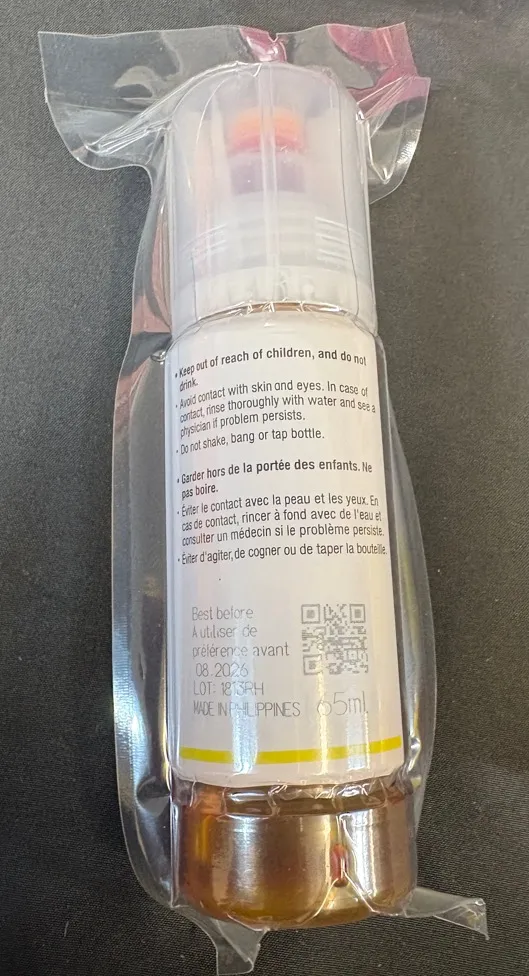 • Keep out of reach of children, and do not
drink.
• Avoid contact with skin and eyes. In case of
contact, rinse thoroughly with water and see a
physician if problem persists.
• Do not shake, bang or tap bottle.
• Garder hors de la portée des enfants. Ne
pas boire.
• Éviter le contact avec la peau et les yeux. En
cas de contact, rincer à fond avec de l'eau et
consulter un médecin si le problème persiste.
• Éviter d'agiter, de cogner ou de taper la bouteille.
Best before
A utiliser de
préférence avant
08.2026
LOT: 1813RH
MADE IN PHILIPPINES 65ml